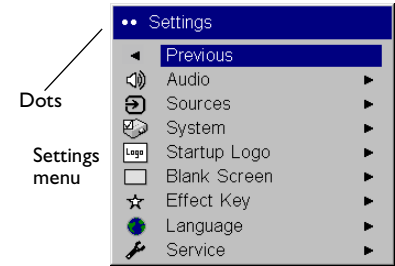 •• Settings
Previous
Audio
Sources
System
Logo Startup Logo
Blank Screen
Effect Key
Language
Service
Dots
Settings
menu